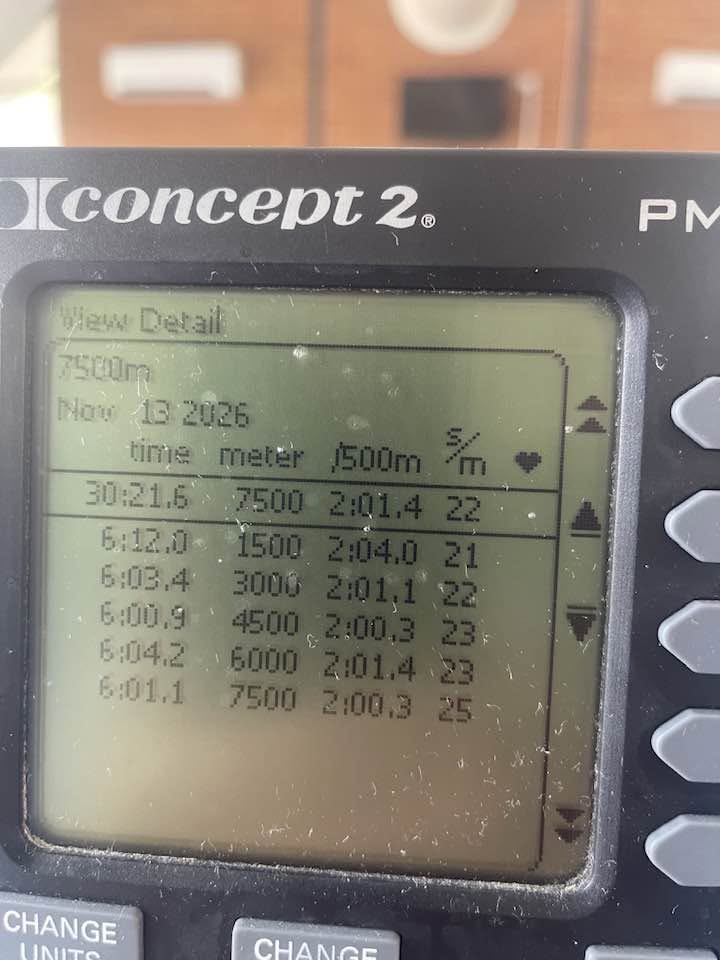 concept 2®
PM
View Detail
7500m
Nov 13 2026
time meter /500m s/m ♥
30:21.6 7500 2:01.4 22
6:12.0 1500 2:04.0 21
6:03.4 3000 2:01.1 22
6:00.9 4500 2:00.3 23
6:04.2 6000 2:01.4 23
6:01.1 7500 2:00.3 25
CHANGE
UNITS
CHANGE